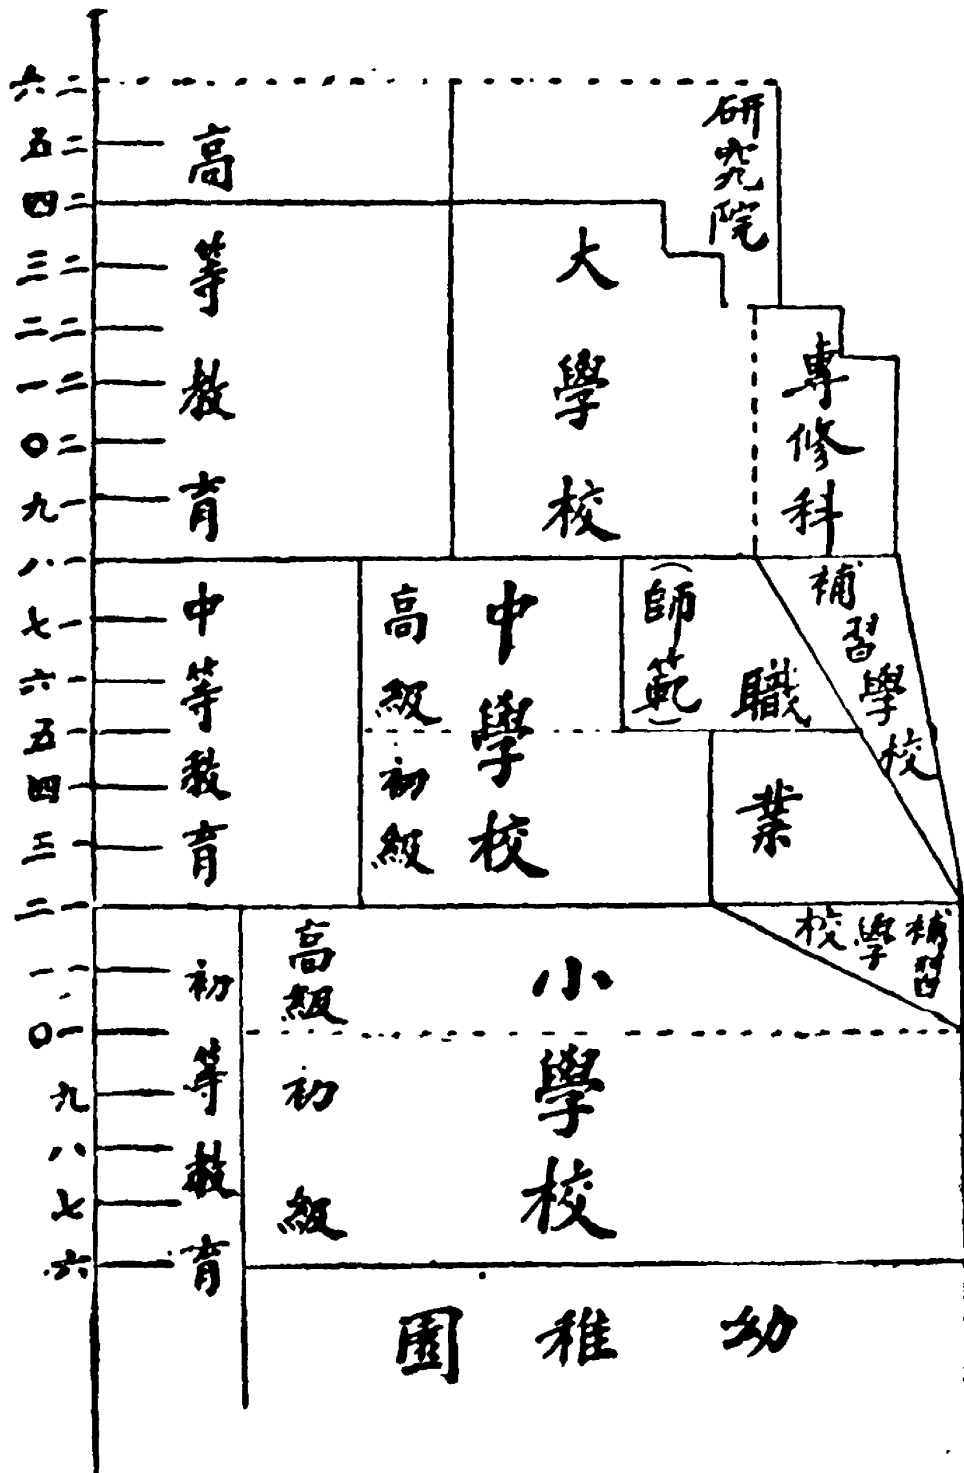 二六
二五
二四
二三
二二
二一
二〇
一九
一八
一七
一六
一五
一四
一三
一二
一一
一〇
九
八
七
六
高等教育
中等教育
初等教育
研究院
大學校
專修科
中學校
高級
初級
(師範)
職業
補習學校
補習學校
小學校
高級
初級
幼稚園